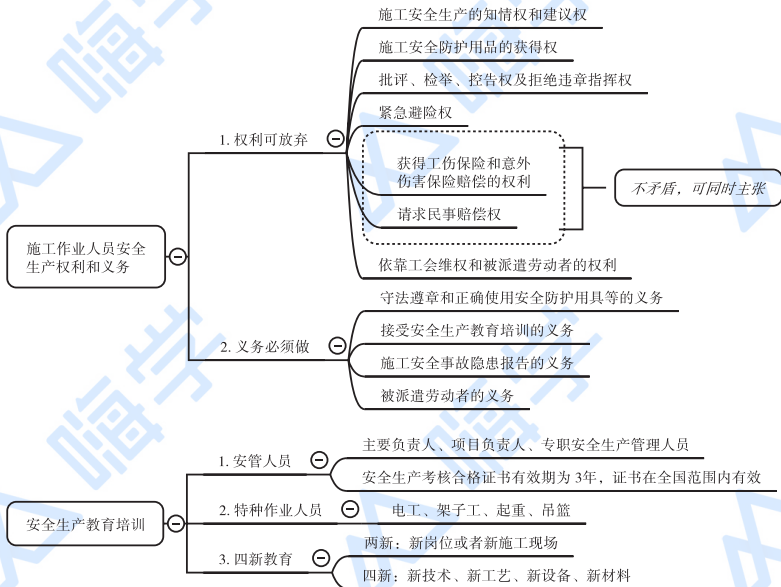 施工作业人员安全
生产权利和义务
1. 权利可放弃
施工安全生产的知情权和建议权
施工安全防护用品的获得权
批评、检举、控告权及拒绝违章指挥权
紧急避险权
获得工伤保险和意外
伤害保险赔偿的权利
请求民事赔偿权
不矛盾，可同时主张
依靠工会维权和被派遣劳动者的权利
2. 义务必须做
守法遵章和正确使用安全防护用具等的义务
接受安全生产教育培训的义务
施工安全事故隐患报告的义务
被派遣劳动者的义务
安全生产教育培训
1. 安管人员
主要负责人、项目负责人、专职安全生产管理人员
安全生产考核合格证书有效期为 3年，证书在全国范围内有效
2. 特种作业人员
电工、架子工、起重、吊篮
3. 四新教育
两新：新岗位或者新施工现场
四新：新技术、新工艺、新设备、新材料
嗨学
嗨学
嗨学
嗨学